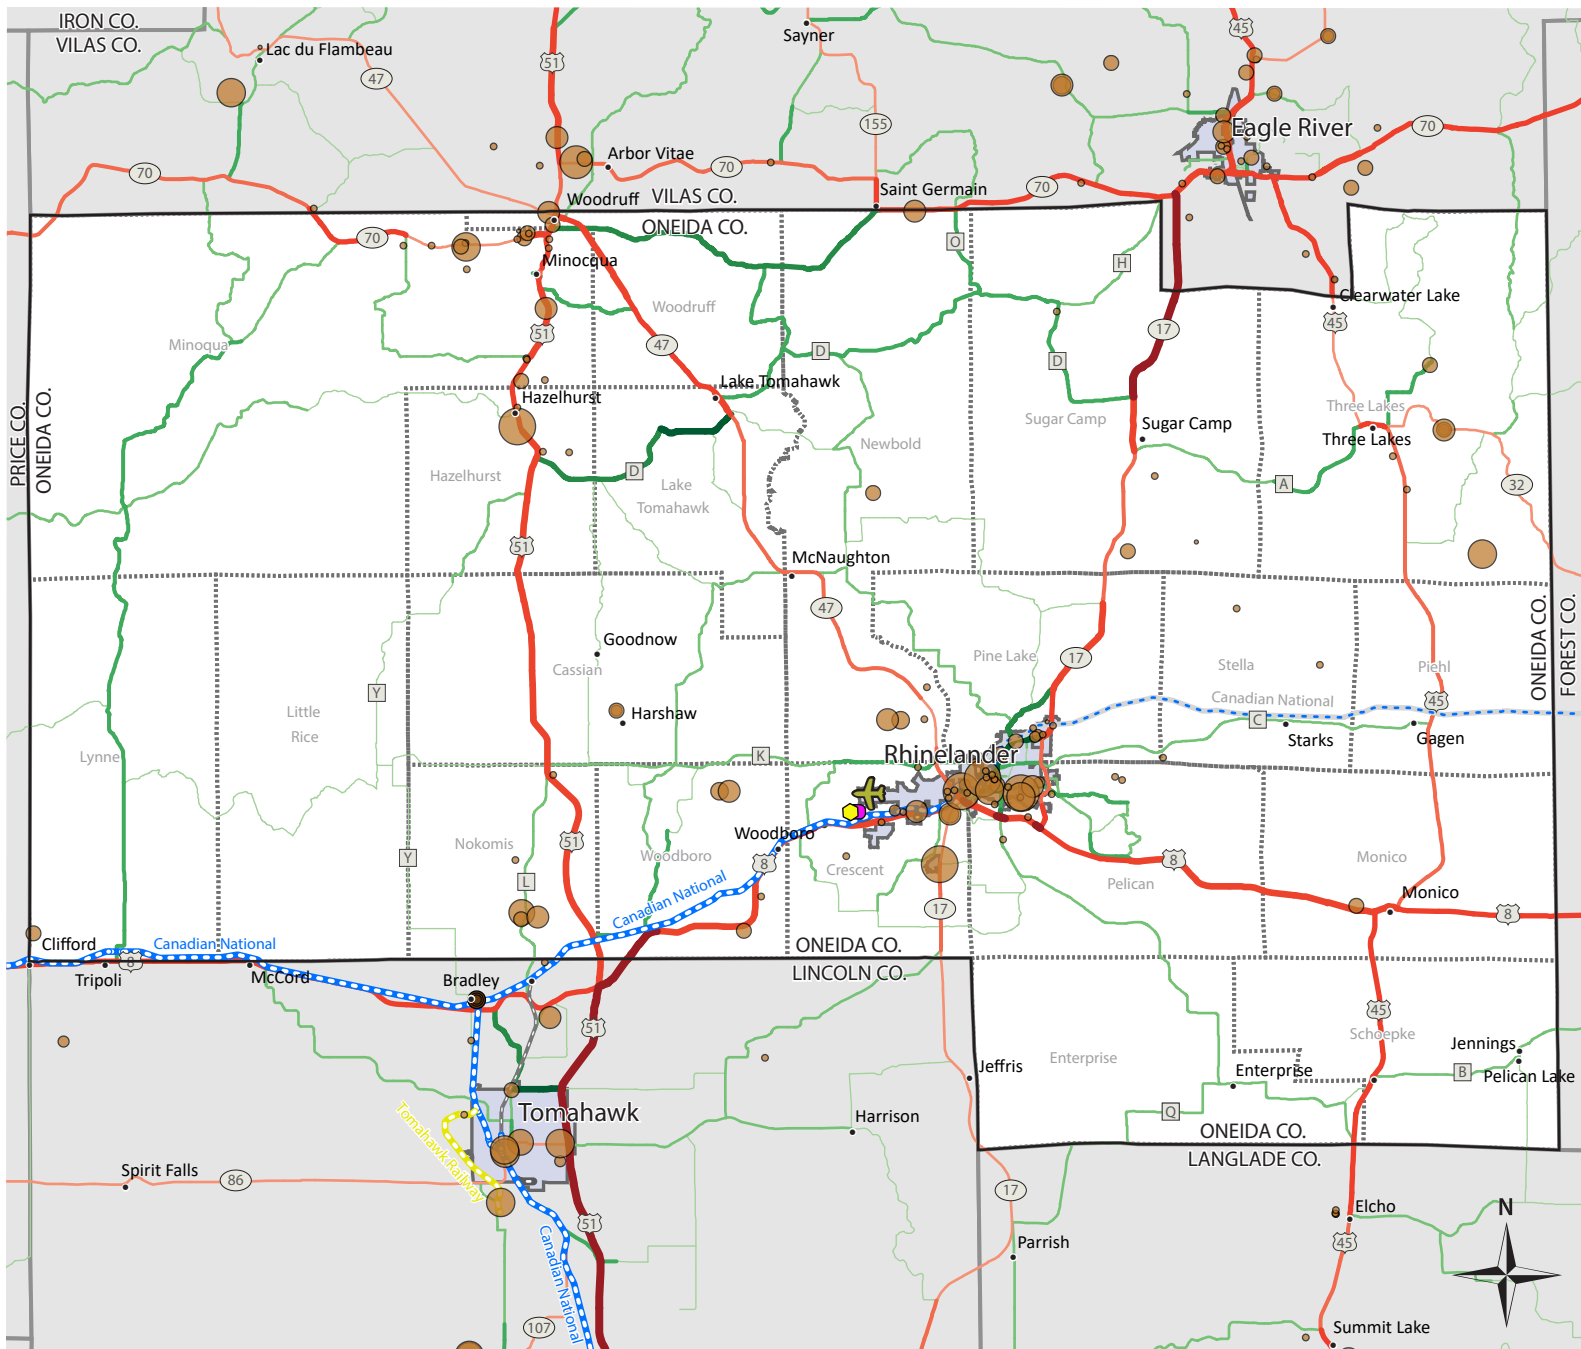 IRON CO.
VILAS CO.
Lac du Flambeau
47
51
Sayner
45
155
Eagle River
70
70
Arbor Vitae
70
70
Woodruff
VILAS CO.
ONEIDA CO.
Saint Germain
70
O
H
Minocqua
Clearwater Lake
Woodruff
Minoqua
51
47
D
17
45
D
Lake Tomahawk
Hazelhurst
PRICE CO.
ONEIDA CO.
Sugar Camp
Sugar Camp
Three Lakes
Three Lakes
Newbold
Hazelhurst
D
Lake
Tomahawk
A
32
51
McNaughton
47
Goodnow
Cassian
Pine Lake
17
Stella
Piehl
ONEIDA CO.
FOREST CO.
Y
Little
Rice
Harshaw
Canadian National
45
C
Starks
Gagen
Lynne
K
Rhinelander
Nokomis
51
Woodboro
Woodboro
8
Crescent
Y
L
Canadian National
Pelican
8
Monico
Monico
8
17
Clifford
Canadian National
8
Tripoli
McCord
Bradley
ONEIDA CO.
LINCOLN CO.
51
45
Schoepke
Jennings
Pelican Lake
B
Enterprise
Enterprise
Jeffris
Q
Tomahawk
Tomahawk Railway
Harrison
ONEIDA CO.
LANGLADE CO.
Spirit Falls
86
17
51
Elcho
N
45
Parrish
Canadian National
107
Summit Lake